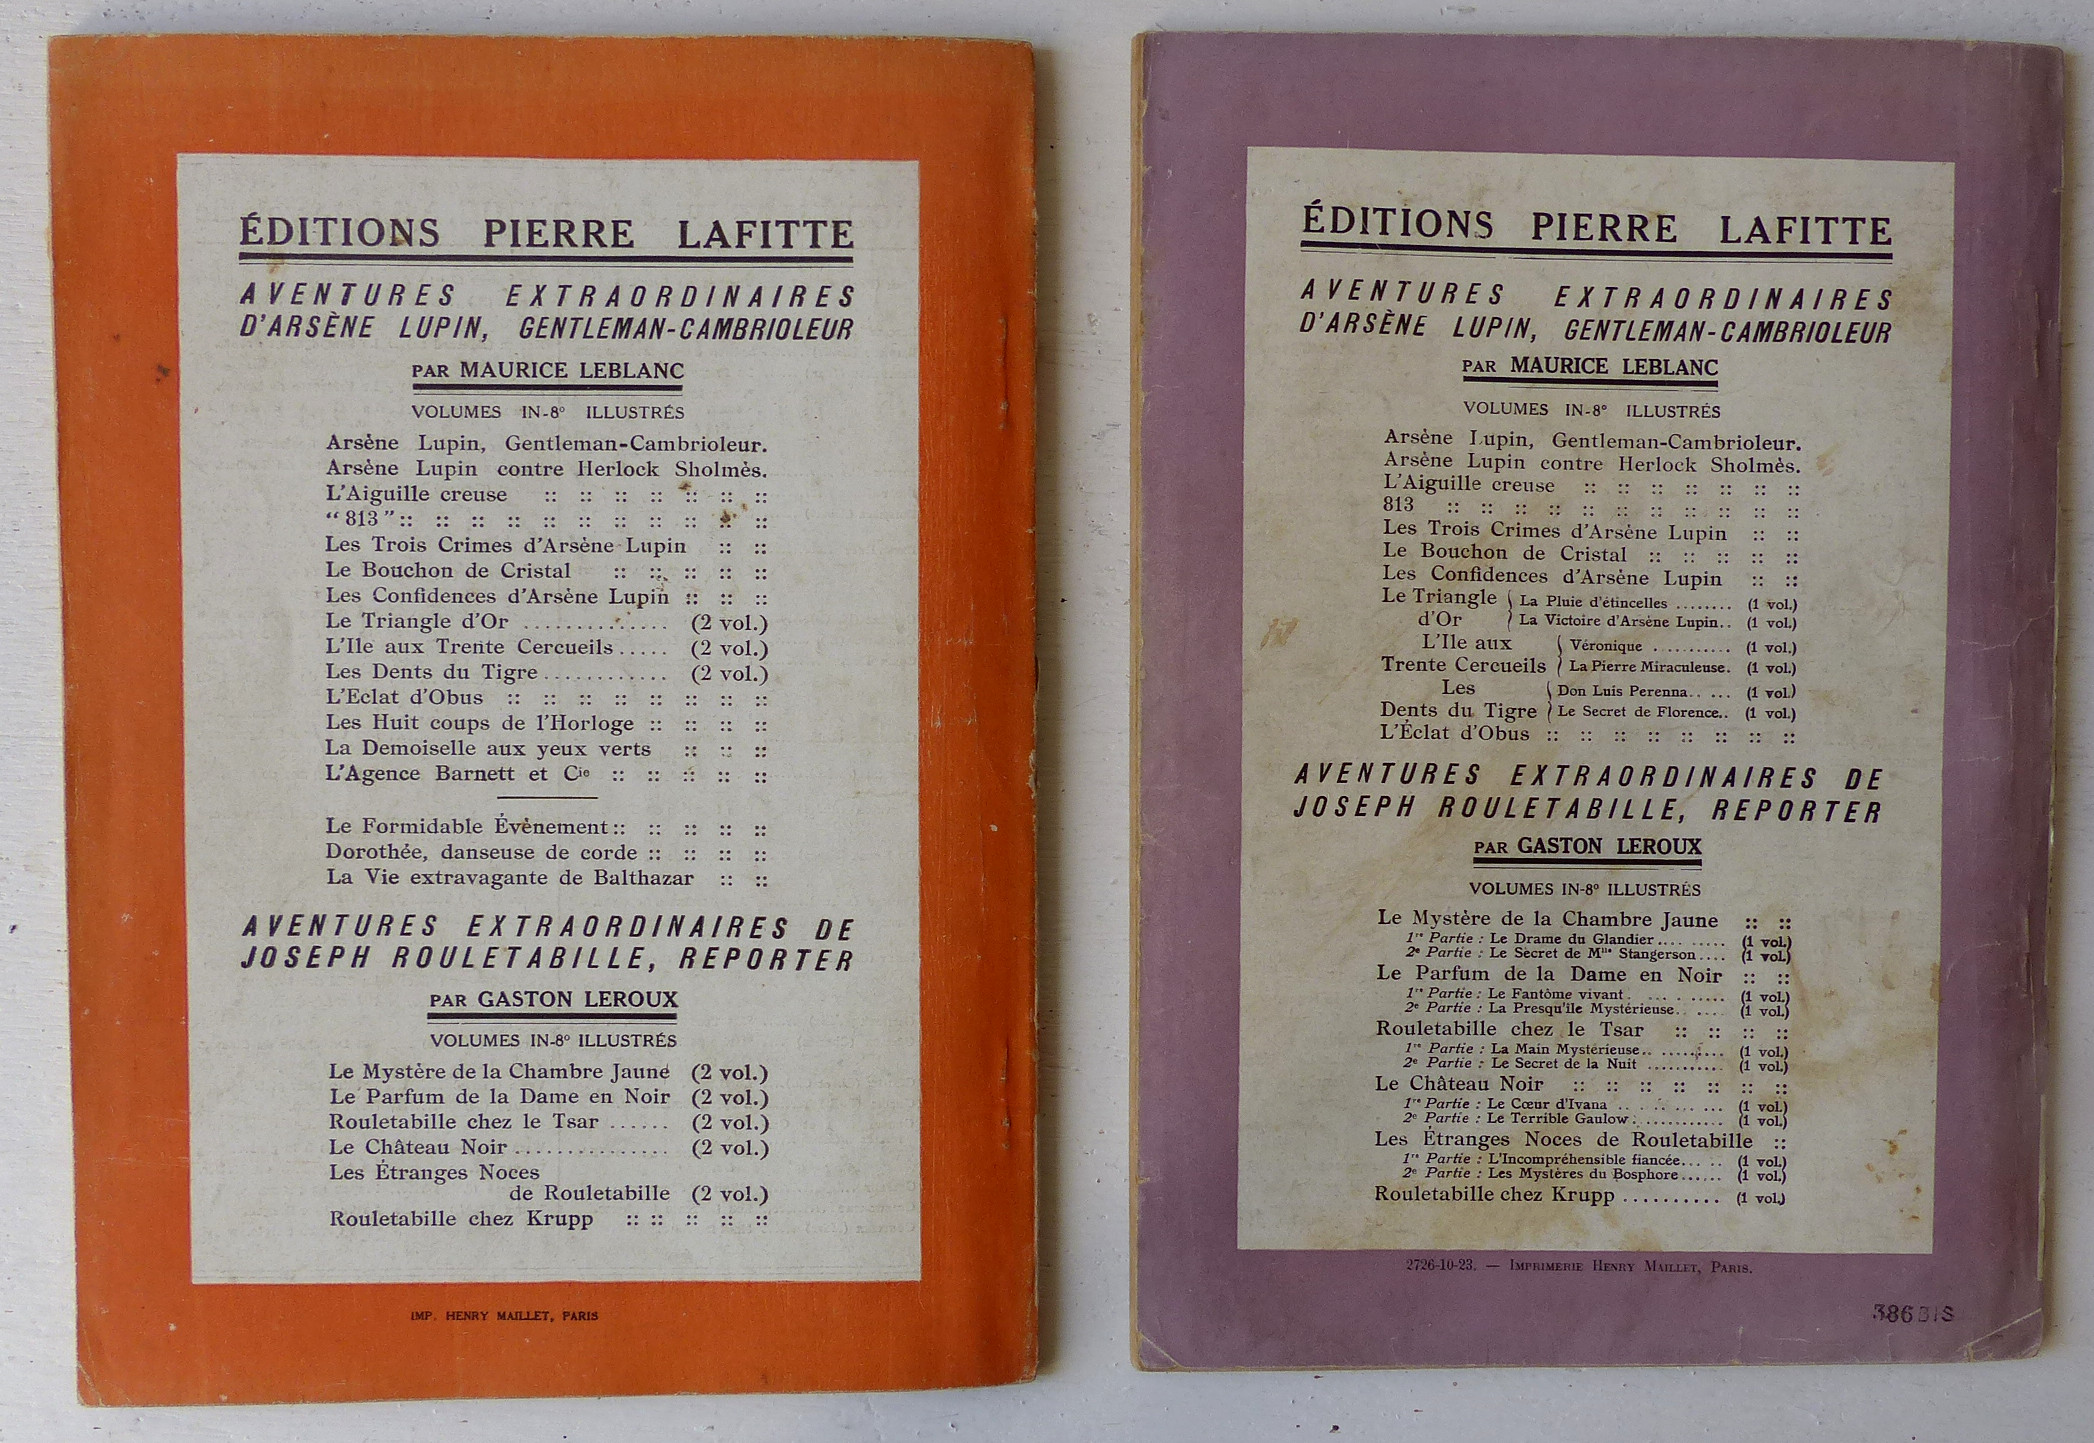 ÉDITIONS PIERRE LAFITTE
AVENTURES EXTRAORDINAIRES
D'ARSÈNE LUPIN, GENTLEMAN-CAMBRIOLEUR
PAR MAURICE LEBLANC
VOLUMES IN-8° ILLUSTRÉS
Arsène Lupin, Gentleman-Cambrioleur.
Arsène Lupin contre Herlock Sholmès.
L'Aiguille creuse :: :: :: :: :: :: ::
“ 813 ” :: :: :: :: :: :: :: :: :: :: ::
Les Trois Crimes d'Arsène Lupin :: ::
Le Bouchon de Cristal :: :: :: :: ::
Les Confidences d'Arsène Lupin :: :: ::
Le Triangle d'Or .............. (2 vol.)
L'Ile aux Trente Cercueils ..... (2 vol.)
Les Dents du Tigre ............ (2 vol.)
L'Eclat d'Obus :: :: :: :: :: :: :: ::
Les Huit coups de l'Horloge :: :: :: ::
La Demoiselle aux yeux verts :: :: ::
L'Agence Barnett et Cie :: :: :: :: ::
Le Formidable Évènement :: :: :: :: ::
Dorothée, danseuse de corde :: :: :: ::
La Vie extravagante de Balthazar :: ::
AVENTURES EXTRAORDINAIRES DE
JOSEPH ROULETABILLE, REPORTER
PAR GASTON LEROUX
VOLUMES IN-8° ILLUSTRÉS
Le Mystère de la Chambre Jaune (2 vol.)
Le Parfum de la Dame en Noir (2 vol.)
Rouletabille chez le Tsar ...... (2 vol.)
Le Château Noir ............... (2 vol.)
Les Étranges Noces
de Rouletabille (2 vol.)
Rouletabille chez Krupp :: :: :: :: ::
IMP. HENRY MAILLET, PARIS
ÉDITIONS PIERRE LAFITTE
AVENTURES EXTRAORDINAIRES
D'ARSÈNE LUPIN, GENTLEMAN-CAMBRIOLEUR
PAR MAURICE LEBLANC
VOLUMES IN-8° ILLUSTRÉS
Arsène Lupin, Gentleman-Cambrioleur.
Arsène Lupin contre Herlock Sholmès.
L'Aiguille creuse :: :: :: :: :: :: ::
813 :: :: :: :: :: :: :: :: :: :: ::
Les Trois Crimes d'Arsène Lupin :: ::
Le Bouchon de Cristal :: :: :: :: ::
Les Confidences d'Arsène Lupin :: ::
Le Triangle { La Pluie d'étincelles ........ (1 vol.)
d'Or { La Victoire d'Arsène Lupin.. (1 vol.)
L'Ile aux { Véronique ........... (1 vol.)
Trente Cercueils { La Pierre Miraculeuse. (1 vol.)
Les { Don Luis Perenna.. ... (1 vol.)
Dents du Tigre { Le Secret de Florence.. (1 vol.)
L'Éclat d'Obus :: :: :: :: :: :: :: ::
AVENTURES EXTRAORDINAIRES DE
JOSEPH ROULETABILLE, REPORTER
PAR GASTON LEROUX
VOLUMES IN-8° ILLUSTRÉS
Le Mystère de la Chambre Jaune :: ::
1re Partie : Le Drame du Glandier.... ..... (1 vol.)
2e Partie : Le Secret de Mlle Stangerson.... (1 vol.)
Le Parfum de la Dame en Noir :: ::
1re Partie : Le Fantôme vivant. ... . ..... (1 vol.)
2e Partie : La Presqu'île Mystérieuse. .... (1 vol.)
Rouletabille chez le Tsar :: :: :: ::
1re Partie : La Main Mystérieuse.. ........ (1 vol.)
2e Partie : Le Secret de la Nuit ........... (1 vol.)
Le Château Noir :: :: :: :: :: :: ::
1re Partie : Le Cœur d'Ivana .. .. ... ... (1 vol.)
2e Partie : Le Terrible Gaulow. ........... (1 vol.)
Les Étranges Noces de Rouletabille ::
1re Partie : L'Incompréhensible fiancée... .. (1 vol.)
2e Partie : Les Mystères du Bosphore...... (1 vol.)
Rouletabille chez Krupp .......... (1 vol.)
2726-10-23. — IMPRIMERIE HENRY MAILLET, PARIS.
386 BIS